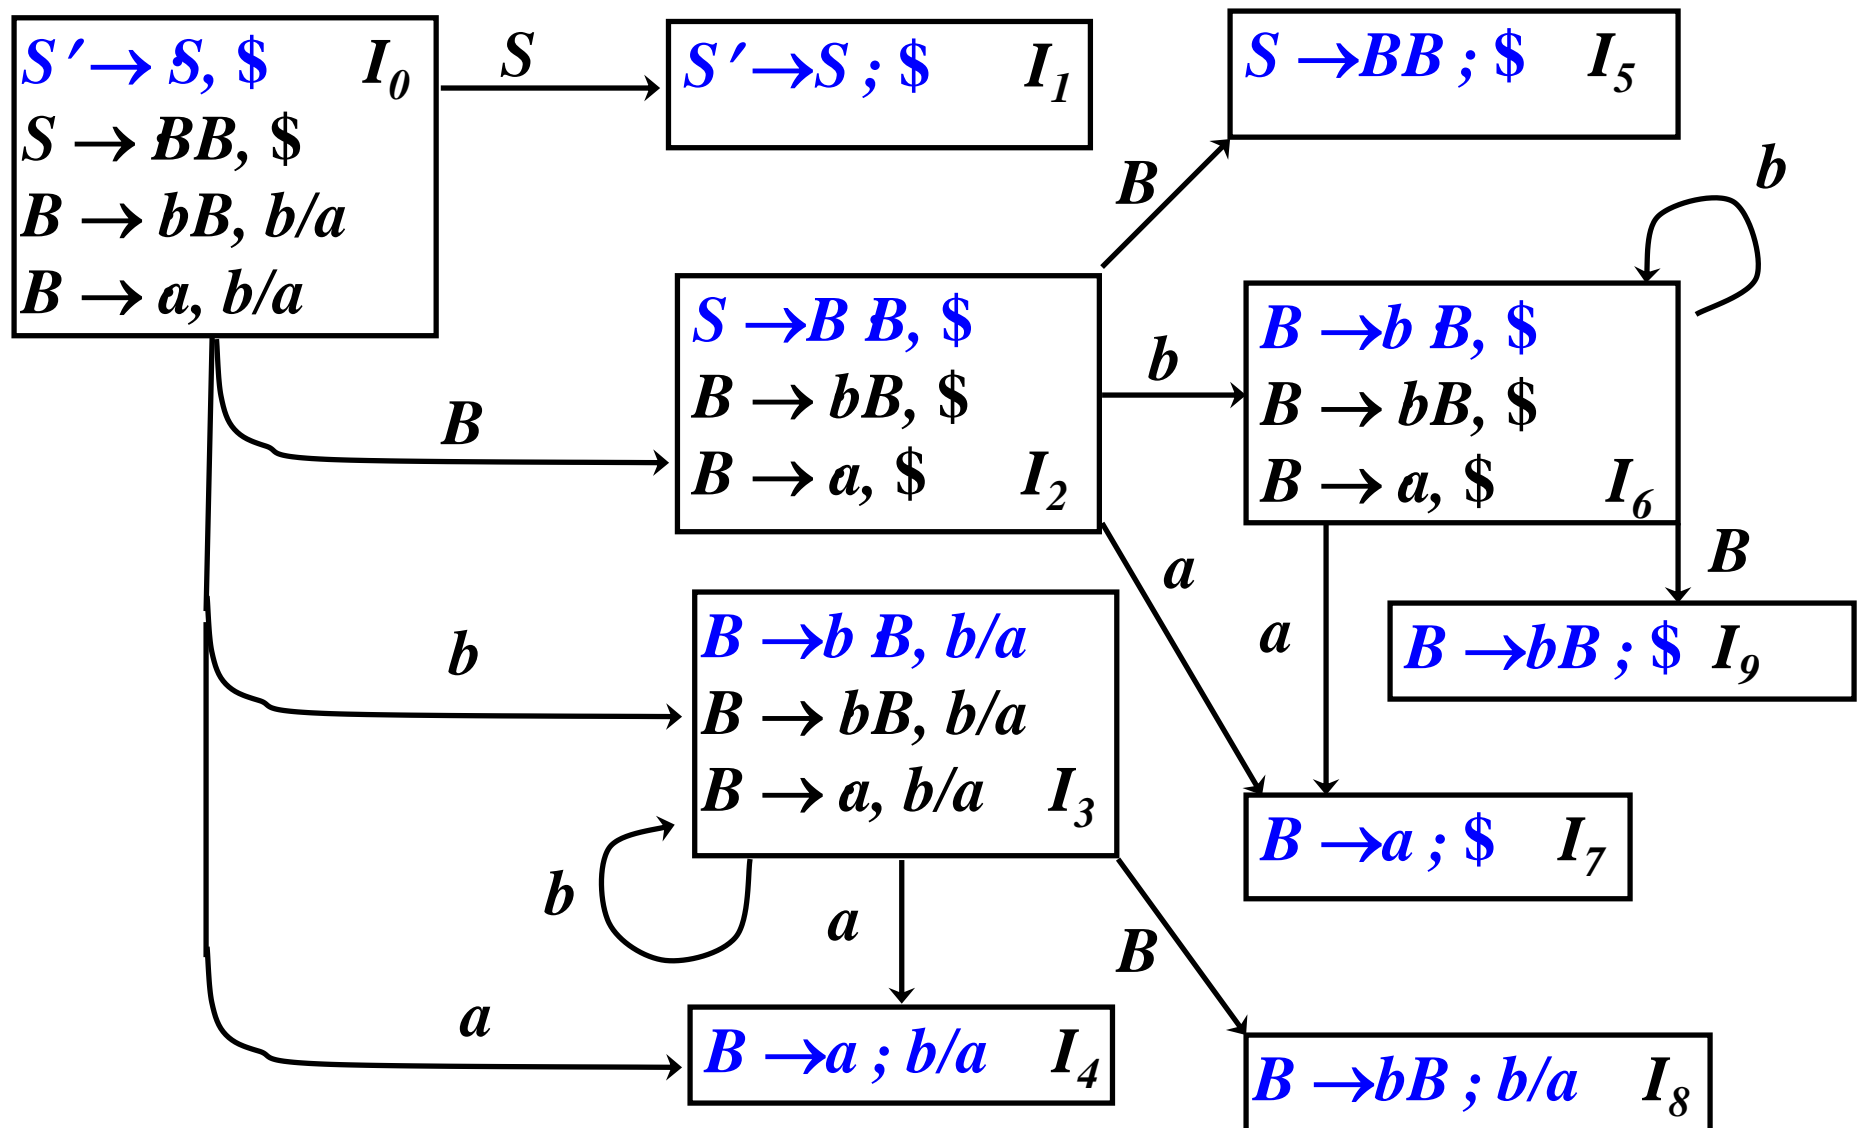 S′→·S, $ I0
S →·BB, $
B →·bB, b/a
B →·a, b/a
S
S′→S·, $ I1
S →BB·, $ I5
B
b
S →B·B, $
B →·bB, $
B →·a, $ I2
b
B →b·B, $
B →·bB, $
B →·a, $ I6
B
a
a
B
B →bB·, $ I9
b
B →b·B, b/a
B →·bB, b/a
B →·a, b/a I3
B →a·, $ I7
b
a
B
a
B →a·, b/a I4
B →bB·, b/a I8